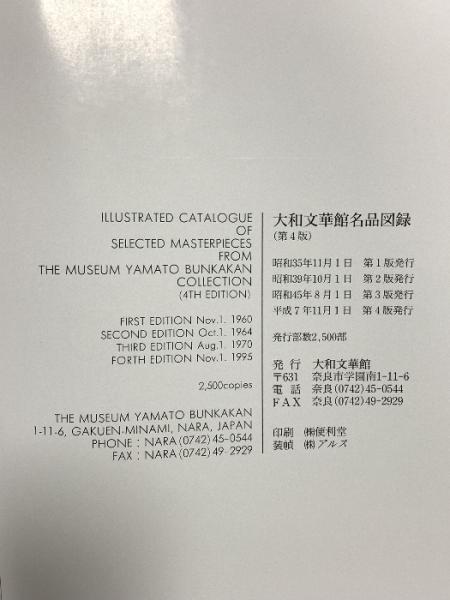 ILLUSTRATED CATALOGUE
OF
SELECTED MASTERPIECES
FROM
THE MUSEUM YAMATO BUNKAKAN
COLLECTION
(4TH EDITION)
FIRST EDITION Nov.1. 1960
SECOND EDITION Oct.1. 1964
THIRD EDITION Aug.1. 1970
FORTH EDITION Nov.1. 1995
2,500copies
THE MUSEUM YAMATO BUNKAKAN
1-11-6, GAKUEN-MINAMI, NARA, JAPAN
PHONE : NARA (0742) 45-0544
FAX : NARA (0742) 49-2929
大和文華館名品図録
(第4版)
昭和35年11月1日 第1版発行
昭和39年10月1日 第2版発行
昭和45年8月1日 第3版発行
平成7年11月1日 第4版発行
発行部数2,500部
発行 大和文華館
〒631 奈良市学園南1-11-6
電話 奈良(0742)45-0544
FAX 奈良(0742)49-2929
印刷 ㈱便利堂
装幀 ㈱アルス